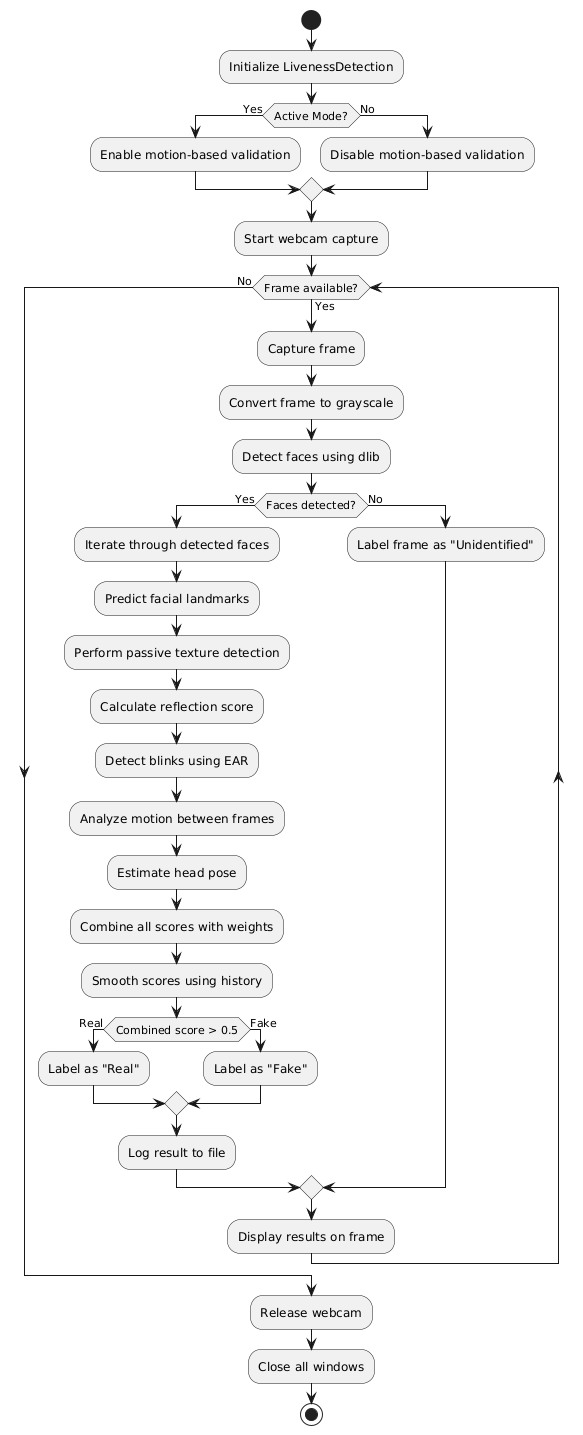 Initialize LivenessDetection
Yes
Active Mode?
No
Enable motion-based validation
Disable motion-based validation
Start webcam capture
No
Frame available?
Yes
Capture frame
Convert frame to grayscale
Detect faces using dlib
Yes
Faces detected?
No
Iterate through detected faces
Label frame as "Unidentified"
Predict facial landmarks
Perform passive texture detection
Calculate reflection score
Detect blinks using EAR
Analyze motion between frames
Estimate head pose
Combine all scores with weights
Smooth scores using history
Real
Combined score > 0.5
Fake
Label as "Real"
Label as "Fake"
Log result to file
Display results on frame
Release webcam
Close all windows